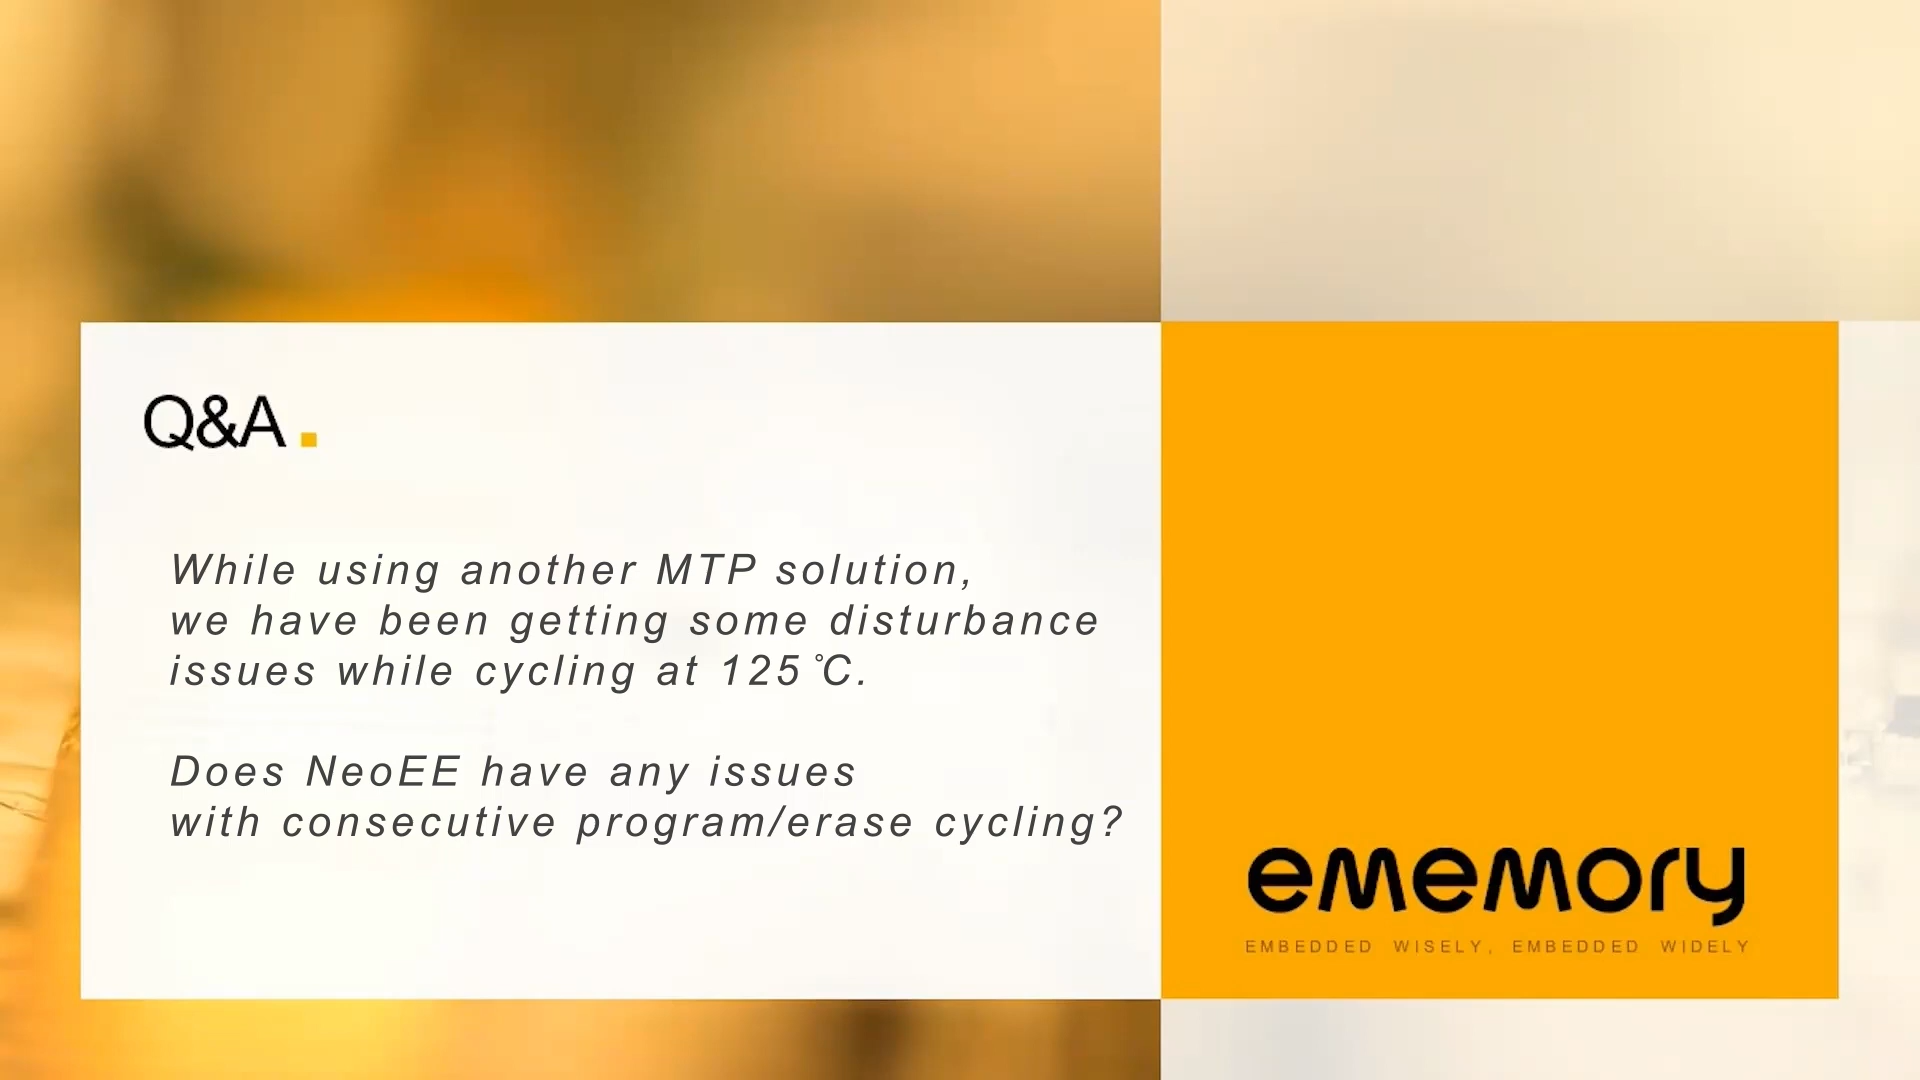 Q&A
While using another MTP solution,
we have been getting some disturbance
issues while cycling at 125˚C.
Does NeoEE have any issues
with consecutive program/erase cycling?
ememory
EMBEDDED WISELY, EMBEDDED WIDELY